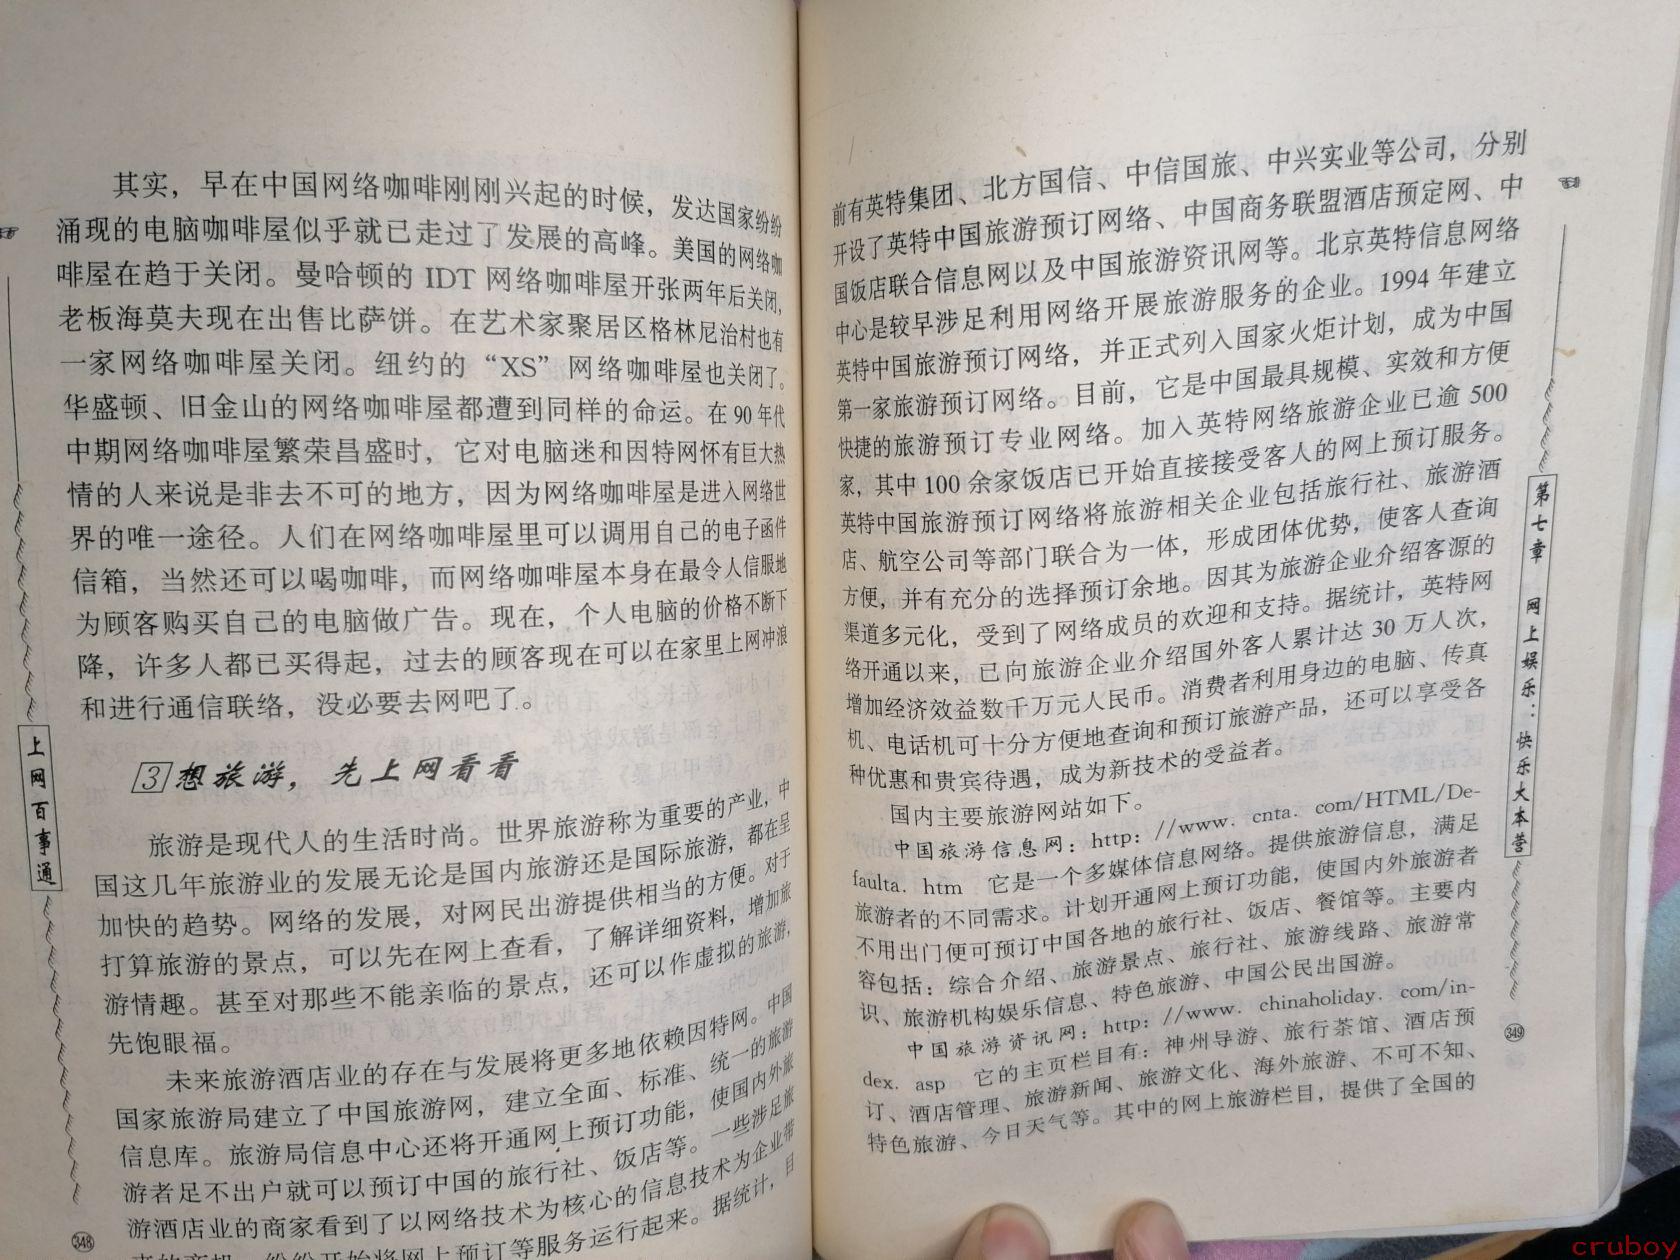 其实，早在中国网络咖啡刚刚兴起的时候，发达国家纷纷
涌现的电脑咖啡屋似乎就已走过了发展的高峰。美国的网络咖
啡屋在趋于关闭。曼哈顿的 IDT 网络咖啡屋开张两年后关闭，
老板海莫夫现在出售比萨饼。在艺术家聚居区格林尼治村也有
一家网络咖啡屋关闭。纽约的“XS”网络咖啡屋也关闭了。
华盛顿、旧金山的网络咖啡屋都遭到同样的命运。在 90 年代
中期网络咖啡屋繁荣昌盛时，它对电脑迷和因特网怀有巨大热
情的人来说是非去不可的地方，因为网络咖啡屋是进入网络世
界的唯一途径。人们在网络咖啡屋里可以调用自己的电子函件
信箱，当然还可以喝咖啡，而网络咖啡屋本身在最令人信服地
为顾客购买自己的电脑做广告。现在，个人电脑的价格不断下
降，许多人都已买得起，过去的顾客现在可以在家里上网冲浪
和进行通信联络，没必要去网吧了。
3 想旅游，先上网看看
旅游是现代人的生活时尚。世界旅游称为重要的产业，中
国这几年旅游业的发展无论是国内旅游还是国际旅游，都在呈
加快的趋势。网络的发展，对网民出游提供相当的方便。对于
打算旅游的景点，可以先在网上查看，了解详细资料，增加旅
游情趣。甚至对那些不能亲临的景点，还可以作虚拟的旅游，
先饱眼福。
未来旅游酒店业的存在与发展将更多地依赖因特网。中国
国家旅游局建立了中国旅游网，建立全面、标准、统一的旅游
信息库。旅游局信息中心还将开通网上预订功能，使国内外旅
游者足不出户就可以预订中国的旅行社、饭店等。一些涉足旅
游酒店业的商家看到了以网络技术为核心的信息技术为企业带
来的商机，纷纷开始将网上预订等服务运行起来。据统计，目
上网百事通
348
前有英特集团、北方国信、中信国旅、中兴实业等公司，分别
开设了英特中国旅游预订网络、中国商务联盟酒店预定网、中
国饭店联合信息网以及中国旅游资讯网等。北京英特信息网络
中心是较早涉足利用网络开展旅游服务的企业。1994 年建立
英特中国旅游预订网络，并正式列入国家火炬计划，成为中国
第一家旅游预订网络。目前，它是中国最具规模、实效和方便
快捷的旅游预订专业网络。加入英特网络旅游企业已逾 500
家，其中 100 余家饭店已开始直接接受客人的网上预订服务。
英特中国旅游预订网络将旅游相关企业包括旅行社、旅游酒
店、航空公司等部门联合为一体，形成团体优势，使客人查询
方便，并有充分的选择预订余地。因其为旅游企业介绍客源的
渠道多元化，受到了网络成员的欢迎和支持。据统计，英特网
络开通以来，已向旅游企业介绍国外客人累计达 30 万人次，
增加经济效益数千万元人民币。消费者利用身边的电脑、传真
机、电话机可十分方便地查询和预订旅游产品，还可以享受各
种优惠和贵宾待遇，成为新技术的受益者。
国内主要旅游网站如下。
中国旅游信息网：http：//www．cnta．com/HTML/De-
faulta．htm 它是一个多媒体信息网络。提供旅游信息，满足
旅游者的不同需求。计划开通网上预订功能，使国内外旅游者
不用出门便可预订中国各地的旅行社、饭店、餐馆等。主要内
容包括：综合介绍、旅游景点、旅行社、旅游线路、旅游常
识、旅游机构娱乐信息、特色旅游、中国公民出国游。
中国旅游资讯网：http：//www．chinaholiday．com/in-
dex．asp 它的主页栏目有：神州导游、旅行茶馆、酒店预
订、酒店管理、旅游新闻、旅游文化、海外旅游、不可不知、
特色旅游、今日天气等。其中的网上旅游栏目，提供了全国的
第七章 网上娱乐：快乐大本营
349
cruboy